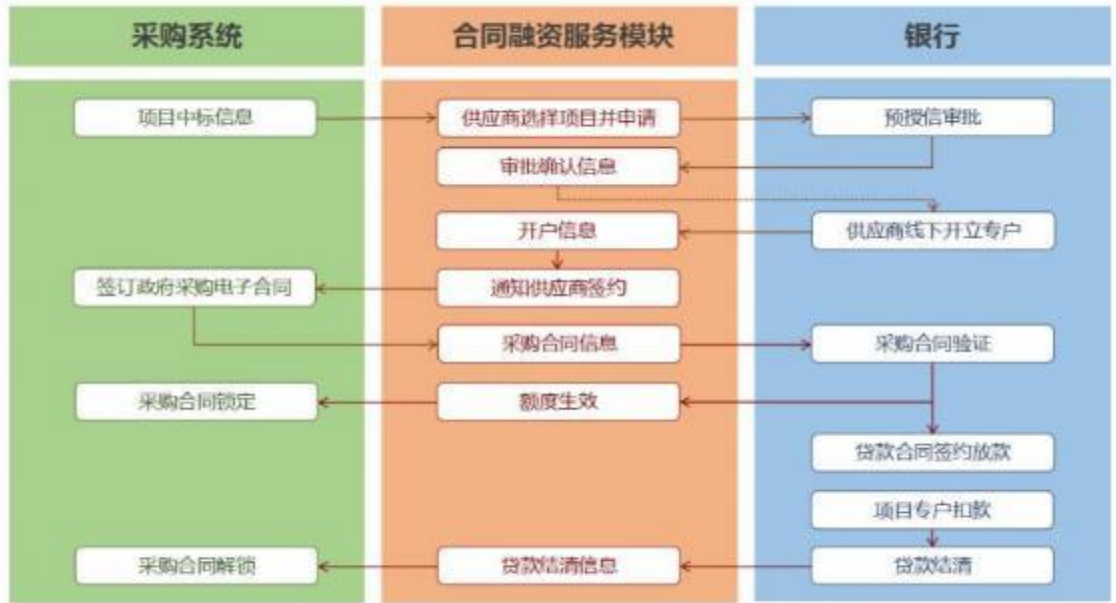 采购系统
合同融资服务模块
银行
项目中标信息
供应商选择项目并申请
预授信审批
审批确认信息
开户信息
供应商线下开立专户
签订政府采购电子合同
通知供应商签约
采购合同信息
采购合同验证
采购合同锁定
额度生效
贷款合同签约放款
项目专户扣款
采购合同解锁
贷款结清信息
贷款结清